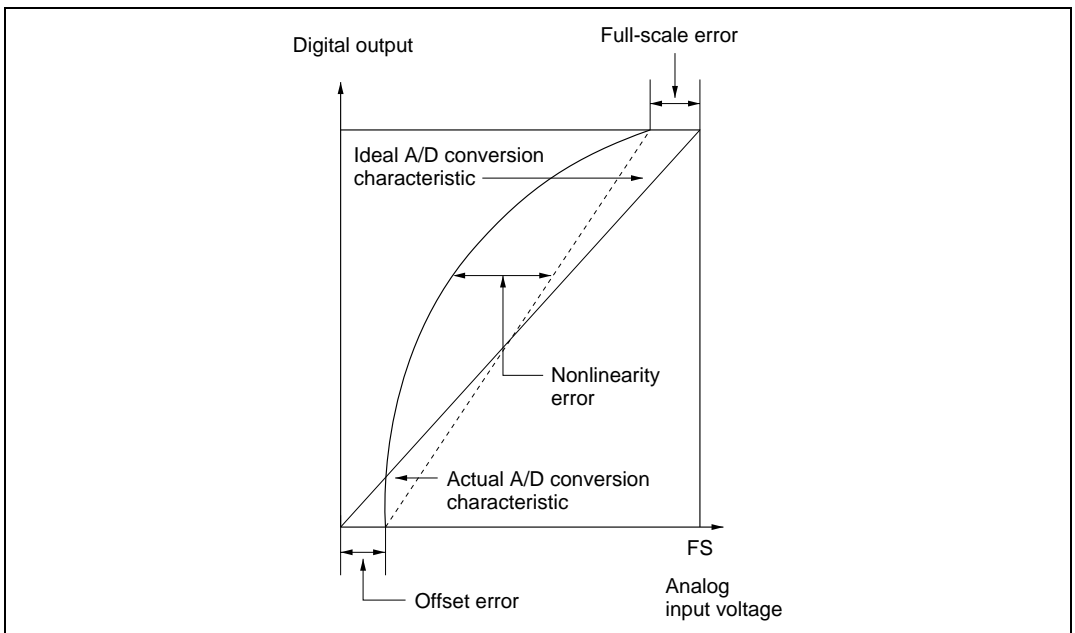 Full-scale error
Digital output
Ideal A/D conversion
characteristic
Nonlinearity
error
Actual A/D conversion
characteristic
FS
Offset error
Analog
input voltage